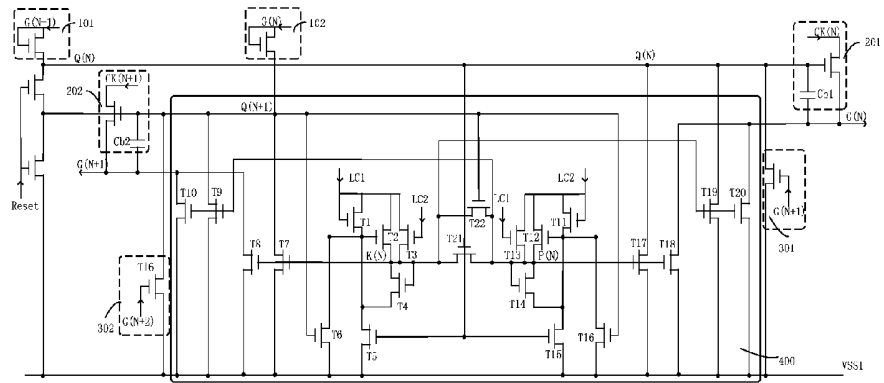 G(N-1)
101
G(N)
102
CK(N)
201
Q(N)
Q(N)
CK(N+1)
202
Q(N+1)
Cb1
G(N)
Cb2
G(N+1)
LC1
LC2
LC1
LC2
T10
T9
T1
T2
T3
T22
T12
T13
T11
T19
T20
Reset
G(N+1)
301
T8
T7
K(N)
T21
P(N)
T17
T18
T16
T4
T14
302
G(N+2)
T6
T5
T15
T16
400
VSS1